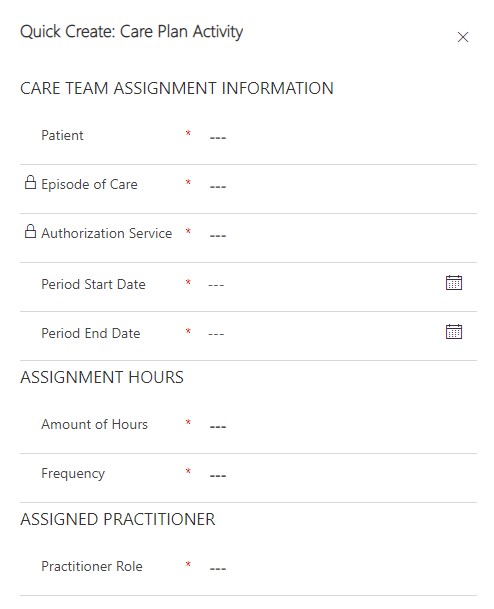 Quick Create: Care Plan Activity
CARE TEAM ASSIGNMENT INFORMATION
Patient * ---
Episode of Care * ---
Authorization Service * ---
Period Start Date * ---
Period End Date * ---
ASSIGNMENT HOURS
Amount of Hours * ---
Frequency * ---
ASSIGNED PRACTITIONER
Practitioner Role * ---